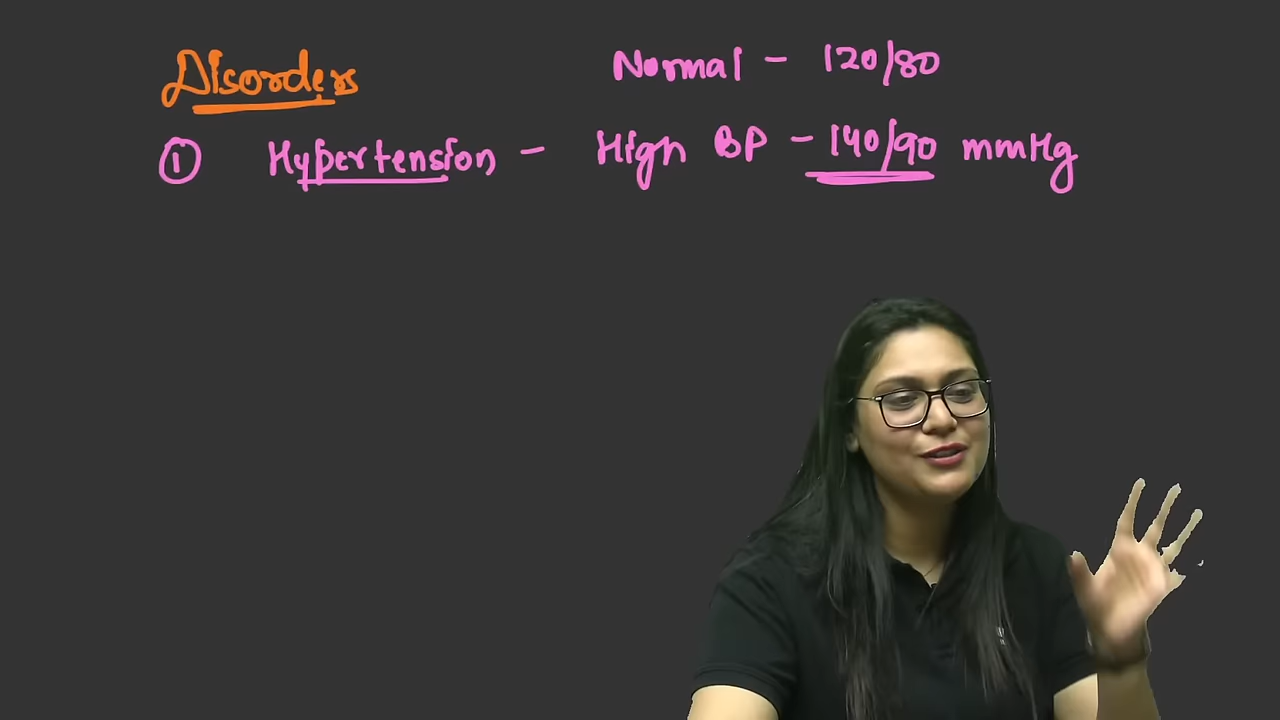 Disorders
Normal - 120/80
① Hypertension - High BP - 140/90 mmHg